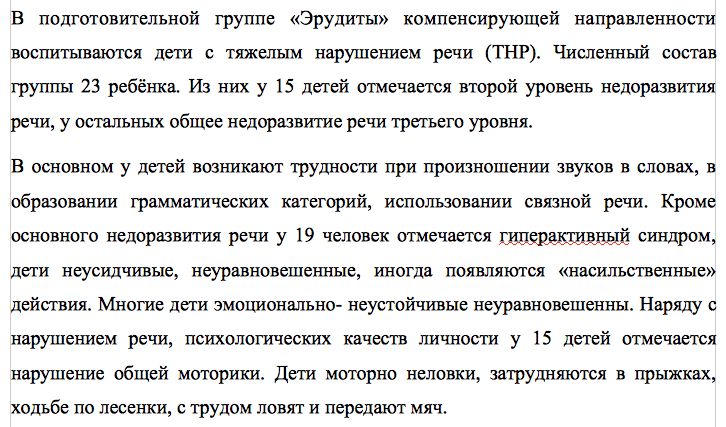 В подготовительной группе «Эрудиты» компенсирующей направленности
воспитываются дети с тяжелым нарушением речи (ТНР). Численный состав
группы 23 ребёнка. Из них у 15 детей отмечается второй уровень недоразвития
речи, у остальных общее недоразвитие речи третьего уровня.
В основном у детей возникают трудности при произношении звуков в словах, в
образовании грамматических категорий, использовании связной речи. Кроме
основного недоразвития речи у 19 человек отмечается гиперактивный синдром,
дети неусидчивые, неуравновешенные, иногда появляются «насильственные»
действия. Многие дети эмоционально- неустойчивые неуравновешенны. Наряду с
нарушением речи, психологических качеств личности у 15 детей отмечается
нарушение общей моторики. Дети моторно неловки, затрудняются в прыжках,
ходьбе по лесенки, с трудом ловят и передают мяч.